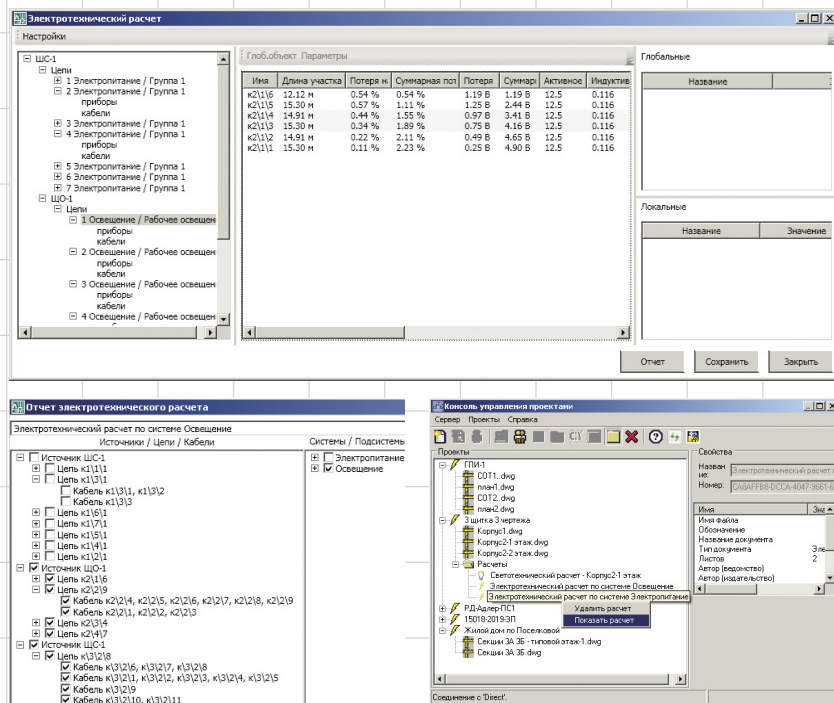 Электротехнический расчет
Настройки
ШС-1
Цепи
1 Электропитание / Группа 1
2 Электропитание / Группа 1
приборы
кабели
3 Электропитание / Группа 1
4 Электропитание / Группа 1
приборы
кабели
5 Электропитание / Группа 1
6 Электропитание / Группа 1
7 Электропитание / Группа 1
ЩО-1
Цепи
1 Освещение / Рабочее освещен
приборы
кабели
2 Освещение / Рабочее освещен
приборы
кабели
3 Освещение / Рабочее освещен
приборы
кабели
4 Освещение / Рабочее освещен
Глоб.объект Параметры
Имя Длина участка Потеря н Суммарная пот Потеря Суммар Активное Индуктив
к2\1\6 12.12 м 0.54 % 0.54 % 1.19 В 1.19 В 12.5 0.116
к2\1\5 15.30 м 0.57 % 1.11 % 1.25 В 2.44 В 12.5 0.116
к2\1\4 14.91 м 0.44 % 1.55 % 0.97 В 3.41 В 12.5 0.116
к2\1\3 15.30 м 0.34 % 1.89 % 0.75 В 4.16 В 12.5 0.116
к2\1\2 14.91 м 0.22 % 2.11 % 0.49 В 4.65 В 12.5 0.116
к2\1\1 15.30 м 0.11 % 2.23 % 0.25 В 4.90 В 12.5 0.116
Глобальные
Название
Локальные
Название Значение
Отчет Сохранить Закрыть
Отчет электротехнического расчета
Электротехнический расчет по системе Освещение
Источники / Цепи / Кабели
Источник ШС-1
Цепь к1\1\1
Цепь к1\3\1
Кабель к1\3\1, к1\3\2
Кабель к1\3\3
Цепь к1\6\1
Цепь к1\7\1
Цепь к1\5\1
Цепь к1\4\1
Цепь к1\2\1
Источник ЩО-1
Цепь к2\1\6
Цепь к2\2\9
Кабель к2\2\4, к2\2\5, к2\2\6, к2\2\7, к2\2\8, к2\2\9
Кабель к2\2\1, к2\2\2, к2\2\3
Цепь к2\3\4
Цепь к2\4\7
Источник ЩС-1
Цепь к\3\2\8
Кабель к\3\2\6, к\3\2\7, к\3\2\8
Кабель к\3\2\1, к\3\2\2, к\3\2\3, к\3\2\4, к\3\2\5
Кабель к\3\2\9
Кабель к\3\2\10, к\3\2\11
Системы / Подсистемы
Электропитание
Освещение
Консоль управления проектами
Сервер Проекты Справка
Проекты
ГПИ-1
СОТ1..dwg
план1.dwg
СОТ2..dwg
план2.dwg
3 щитка 3 чертежа
Корпус1.dwg
Корпус2-1 этаж.dwg
Корпус2-2 этаж.dwg
Расчеты
Светотехнический расчет - Корпус2-1 этаж
Электротехнический расчет по системе Освещение
Электротехнический расчет по системе Электропитание
РД-Адлер-ПС1
15018-2019-ЭП
Жилой дом по Поселковой
Секции 3А 3Б - типовой этаж-1.dwg
Секции 3А 3Б.dwg
Удалить расчет
Показать расчет
Свойства
Назван
ие:
Электротехнический расчет
Номер:
CA8AFFB8-DCCA-4047-9661-6
Имя
Имя файла
Обозначение
Название документа
Тип документа Эле
Листов 2
Автор (ведомство)
Автор (издательство)
Соединение с 'Direct'.